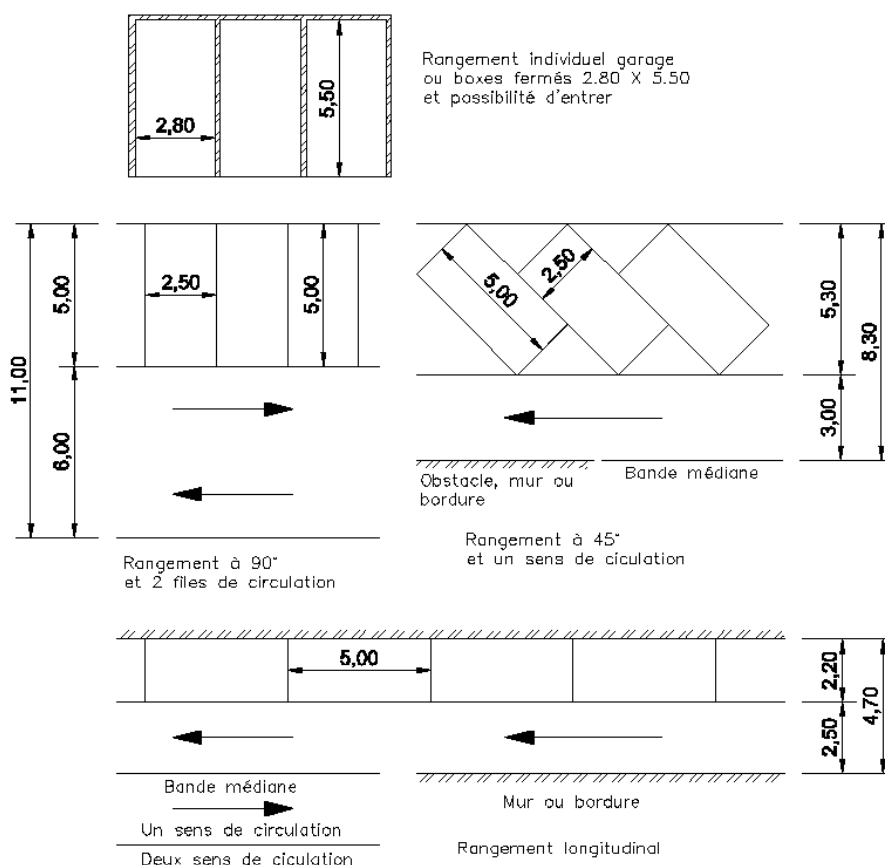 Rangement individuel garage
ou boxes fermés 2.80 X 5.50
et possibilité d'entrer
2,80
5,50
11,00
5,00
6,00
2,50
5,00
Rangement à 90°
et 2 files de circulation
5,00
2,50
5,30
3,00
8,30
Obstacle, mur ou
bordure
Bande médiane
Rangement à 45°
et un sens de ciculation
5,00
2,20
2,50
4,70
Bande médiane
Un sens de circulation
Deux sens de ciculation
Mur ou bordure
Rangement longitudinal